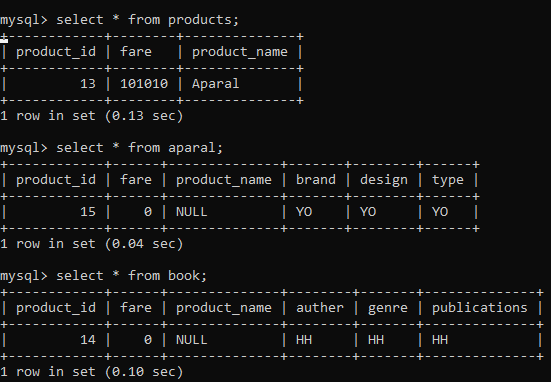 mysql> select * from products;
+------------+--------+--------------+
| product_id | fare   | product_name |
+------------+--------+--------------+
|         13 | 101010 | Aparal       |
+------------+--------+--------------+
1 row in set (0.13 sec)
mysql> select * from aparal;
+------------+------+--------------+-------+--------+------+
| product_id | fare | product_name | brand | design | type |
+------------+------+--------------+-------+--------+------+
|         15 |    0 | NULL         | YO    | YO     | YO   |
+------------+------+--------------+-------+--------+------+
1 row in set (0.04 sec)
mysql> select * from book;
+------------+------+--------------+--------+-------+--------------+
| product_id | fare | product_name | auther | genre | publications |
+------------+------+--------------+--------+-------+--------------+
|         14 |    0 | NULL         | HH     | HH    | HH           |
+------------+------+--------------+--------+-------+--------------+
1 row in set (0.10 sec)